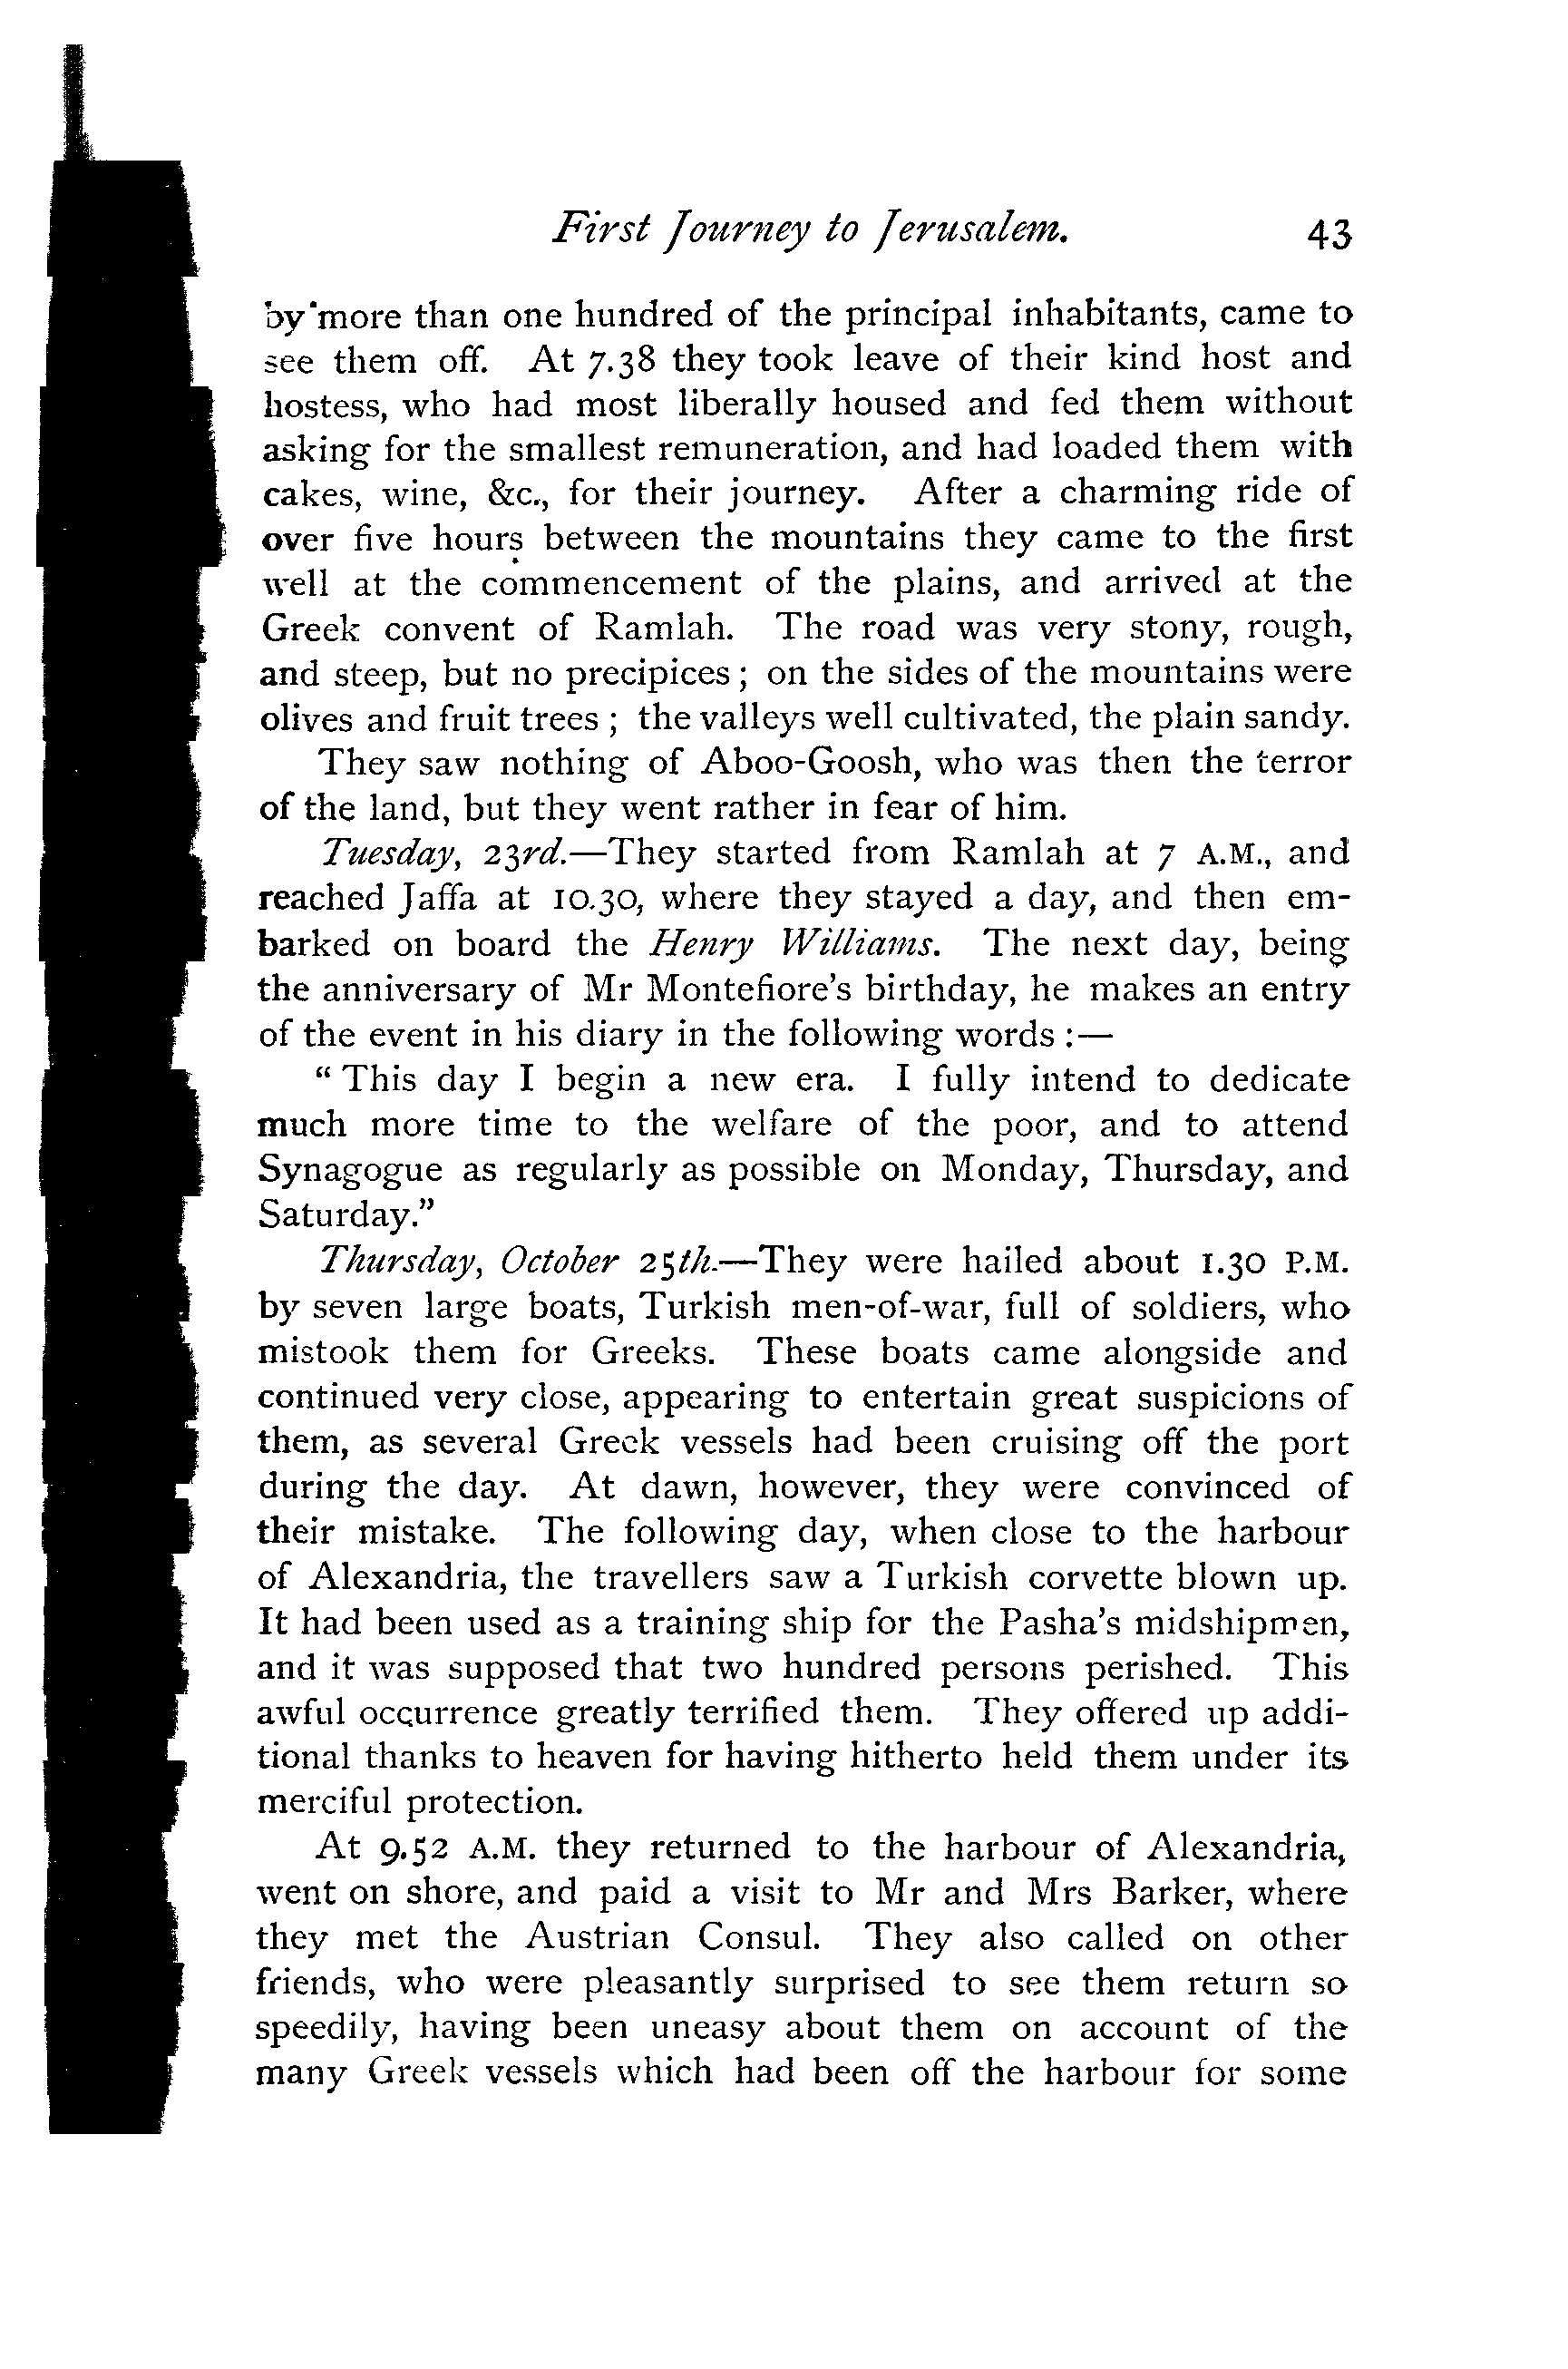 First Journey to Jerusalem. 43
by more than one hundred of the principal inhabitants, came to
see them off. At 7.38 they took leave of their kind host and
hostess, who had most liberally housed and fed them without
asking for the smallest remuneration, and had loaded them with
cakes, wine, &c., for their journey. After a charming ride of
over five hours between the mountains they came to the first
well at the commencement of the plains, and arrived at the
Greek convent of Ramlah. The road was very stony, rough,
and steep, but no precipices; on the sides of the mountains were
olives and fruit trees; the valleys well cultivated, the plain sandy.
They saw nothing of Aboo-Goosh, who was then the terror
of the land, but they went rather in fear of him.
Tuesday, 23rd.—They started from Ramlah at 7 A.M., and
reached Jaffa at 10.30, where they stayed a day, and then em-
barked on board the Henry Williams. The next day, being
the anniversary of Mr Montefiore's birthday, he makes an entry
of the event in his diary in the following words:—
"This day I begin a new era. I fully intend to dedicate
much more time to the welfare of the poor, and to attend
Synagogue as regularly as possible on Monday, Thursday, and
Saturday."
Thursday, October 25th.—They were hailed about 1.30 P.M.
by seven large boats, Turkish men-of-war, full of soldiers, who
mistook them for Greeks. These boats came alongside and
continued very close, appearing to entertain great suspicions of
them, as several Greek vessels had been cruising off the port
during the day. At dawn, however, they were convinced of
their mistake. The following day, when close to the harbour
of Alexandria, the travellers saw a Turkish corvette blown up.
It had been used as a training ship for the Pasha's midshipmen,
and it was supposed that two hundred persons perished. This
awful occurrence greatly terrified them. They offered up addi-
tional thanks to heaven for having hitherto held them under its
merciful protection.
At 9.52 A.M. they returned to the harbour of Alexandria,
went on shore, and paid a visit to Mr and Mrs Barker, where
they met the Austrian Consul. They also called on other
friends, who were pleasantly surprised to see them return so
speedily, having been uneasy about them on account of the
many Greek vessels which had been off the harbour for some